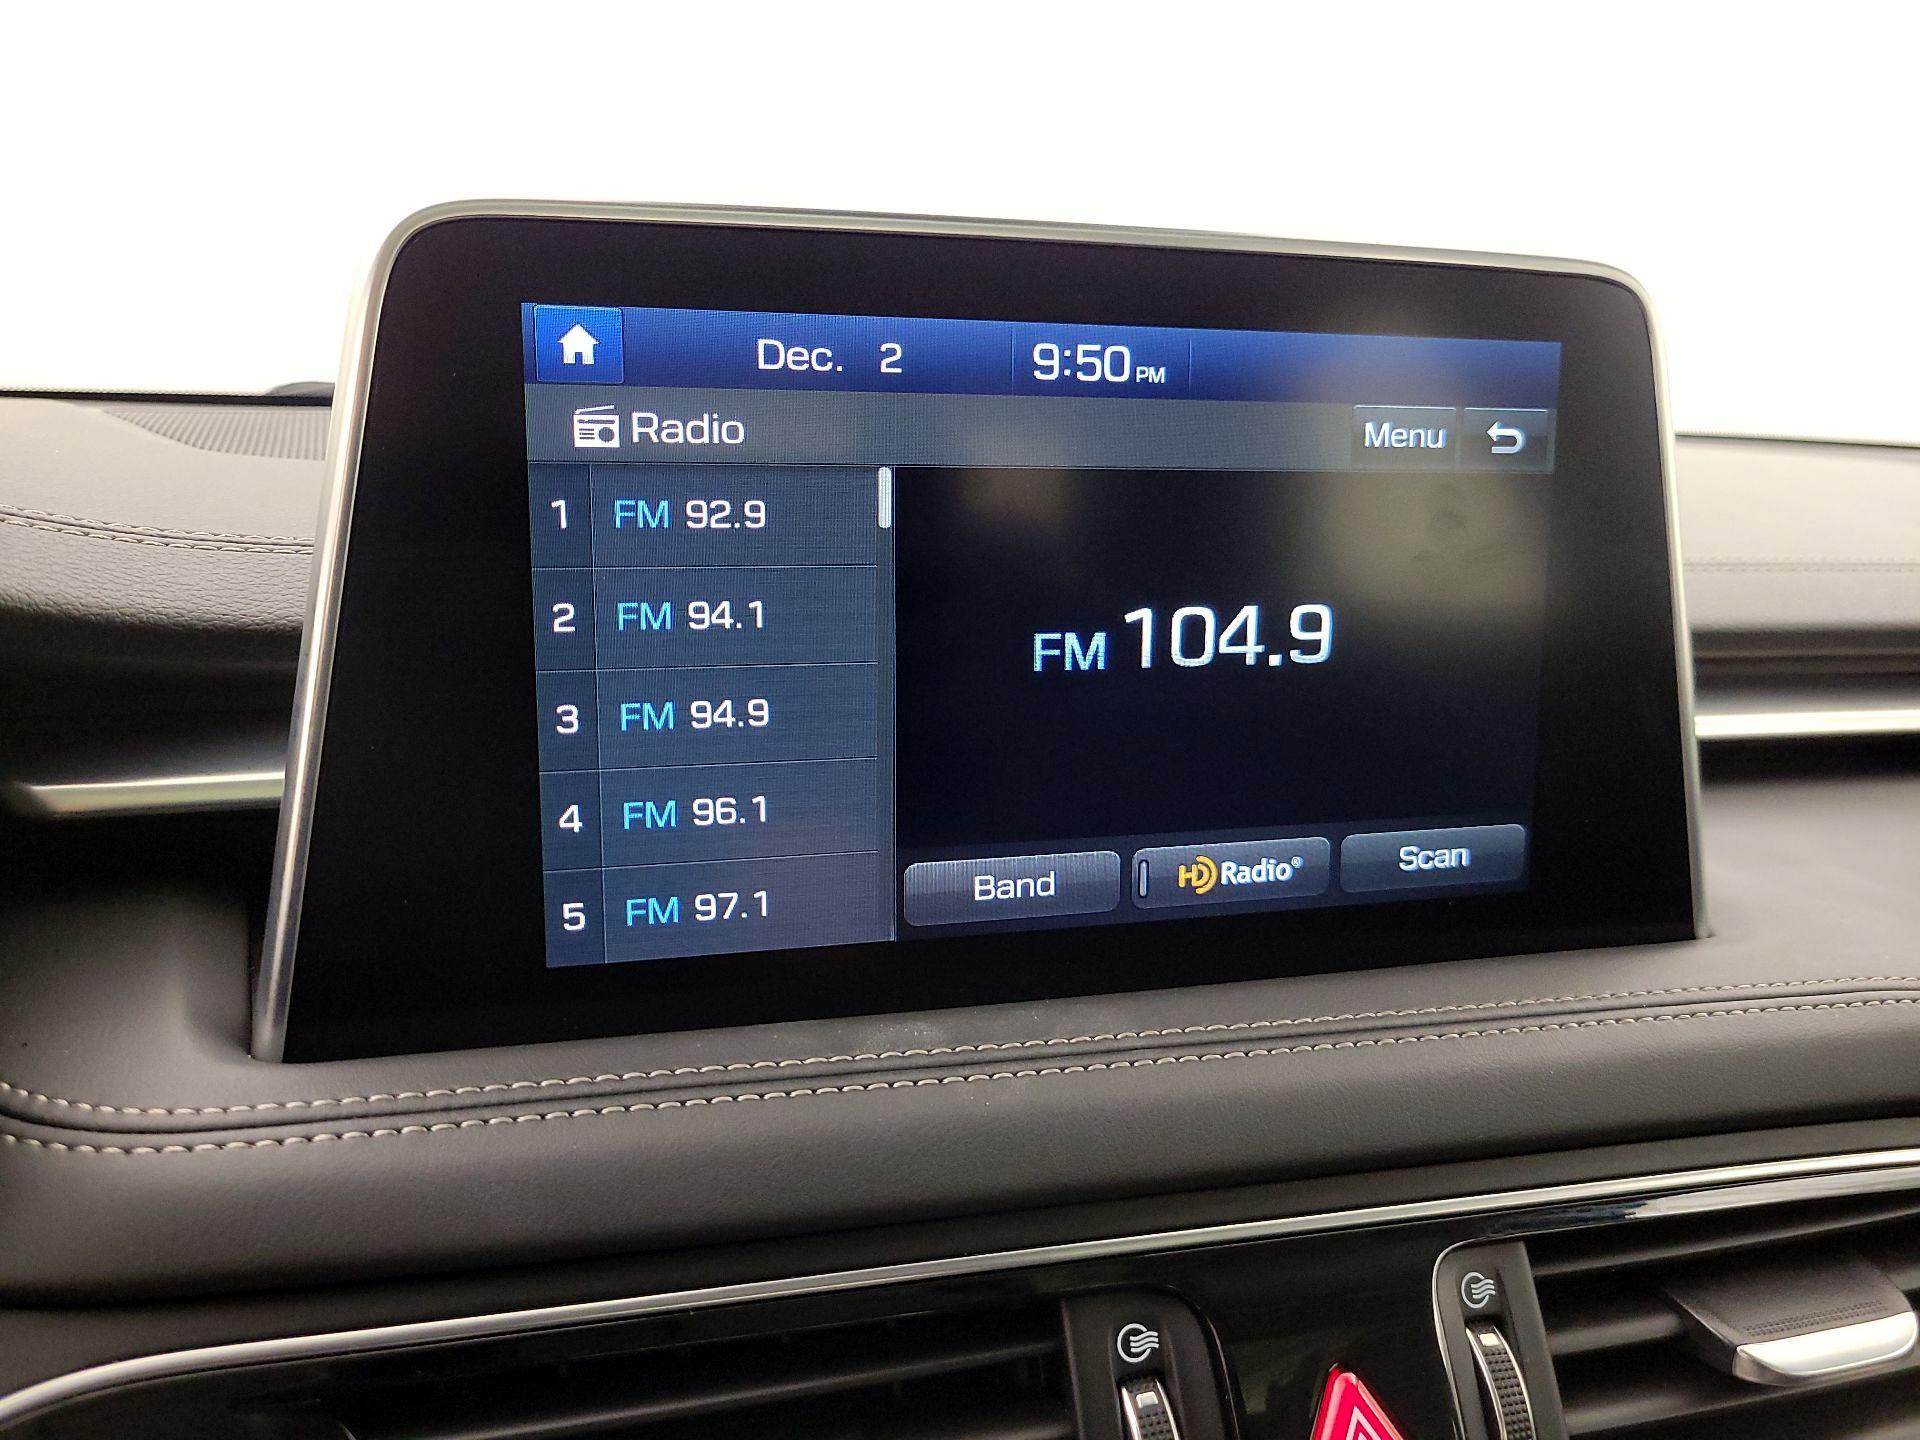 Dec. 2 9:50 PM
Radio Menu
1 FM 92.9
2 FM 94.1
3 FM 94.9
4 FM 96.1
5 FM 97.1
FM 104.9
Band HD Radio® Scan